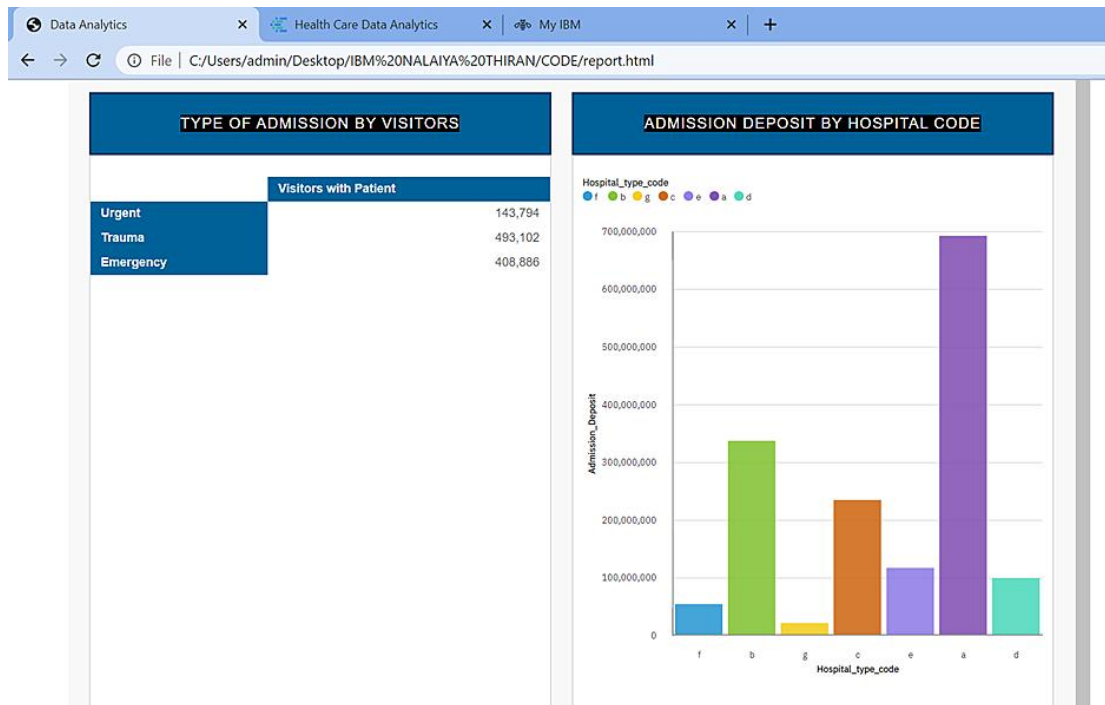 Data Analytics
Health Care Data Analytics
My IBM
File | C:/Users/admin/Desktop/IBM%20NALAIYA%20THIRAN/CODE/report.html
TYPE OF ADMISSION BY VISITORS
Visitors with Patient
Urgent 143,794
Trauma 493,102
Emergency 408,886
ADMISSION DEPOSIT BY HOSPITAL CODE
Hospital_type_code
f b g c e a d
700,000,000
600,000,000
500,000,000
400,000,000
300,000,000
200,000,000
100,000,000
0
Admission_Deposit
f b g c e a d
Hospital_type_code